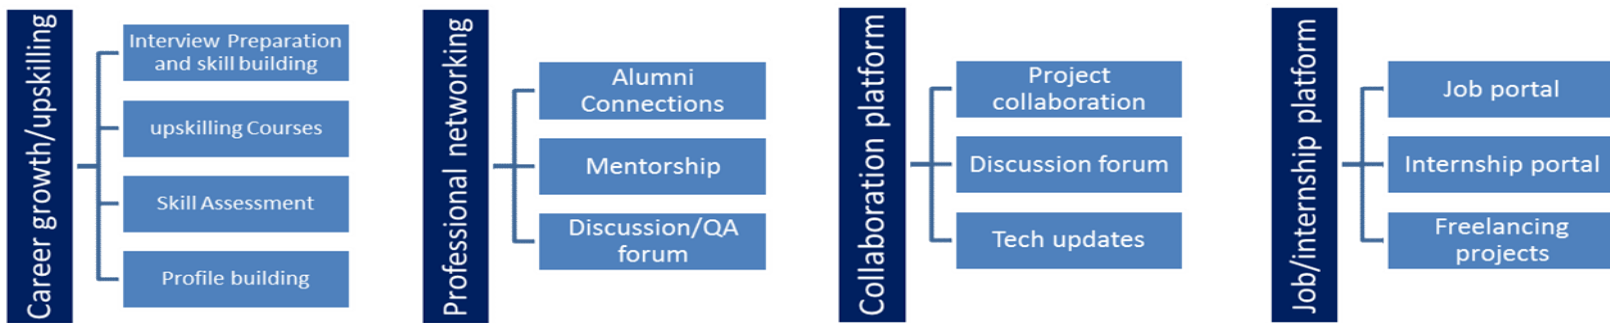 Career growth/upskilling
Interview Preparation
and skill building
upskilling Courses
Skill Assessment
Profile building
Professional networking
Alumni
Connections
Mentorship
Discussion/QA
forum
Collaboration platform
Project
collaboration
Discussion forum
Tech updates
Job/internship platform
Job portal
Internship portal
Freelancing
projects